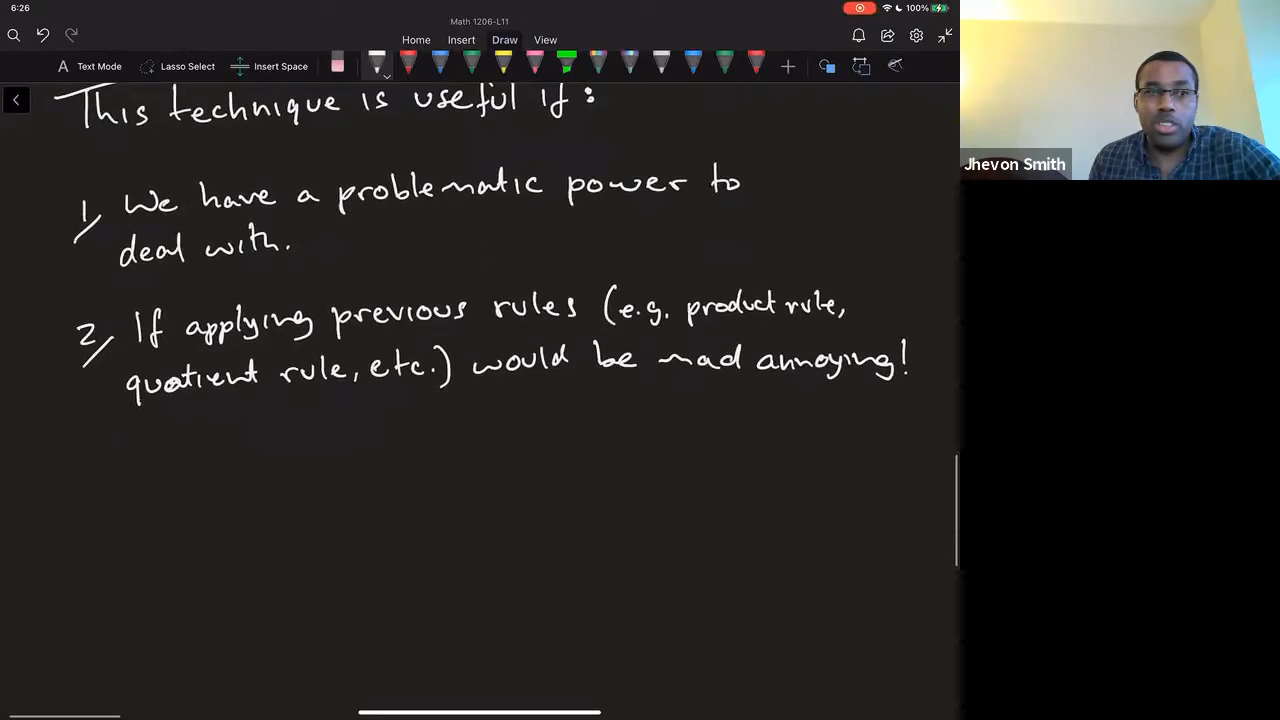 6:26
100%
Math 1206-L11
Home Insert Draw View
Text Mode Lasso Select Insert Space
This technique is useful if:
1, We have a problematic power to
deal with.
2, If applying previous rules (e.g. product rule,
quotient rule, etc.) would be mad annoying!
Jhevon Smith